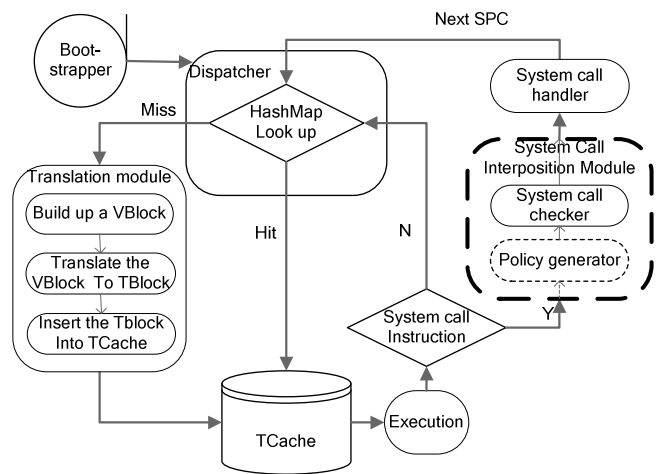 Next SPC
Boot-
strapper
Dispatcher
System call
handler
HashMap
Look up
Miss
System Call
Interposition Module
Translation module
System call
checker
Build up a VBlock
Hit
N
Policy generator
Translate the
VBlock To TBlock
Insert the Tblock
Into TCache
System call
Instruction
Y
TCache
Execution